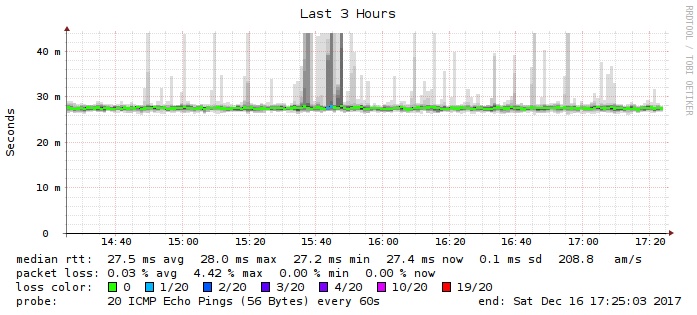 Last 3 Hours
RRDTOOL / TOBI OETIKER
Seconds
40 m
30 m
20 m
10 m
0
14:40 15:00 15:20 15:40 16:00 16:20 16:40 17:00 17:20
median rtt: 27.5 ms avg 28.0 ms max 27.2 ms min 27.4 ms now 0.1 ms sd 208.8 am/s
packet loss: 0.03 % avg 4.42 % max 0.00 % min 0.00 % now
loss color: 0 1/20 2/20 3/20 4/20 10/20 19/20
probe: 20 ICMP Echo Pings (56 Bytes) every 60s end: Sat Dec 16 17:25:03 2017